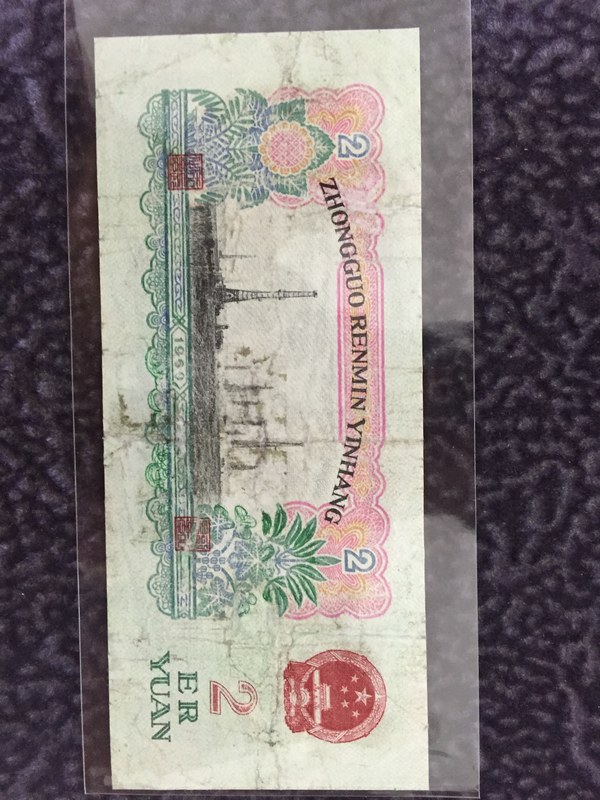 ZHONGGUO RENMIN YINHANG
2
2
1960
2
ER
YUAN